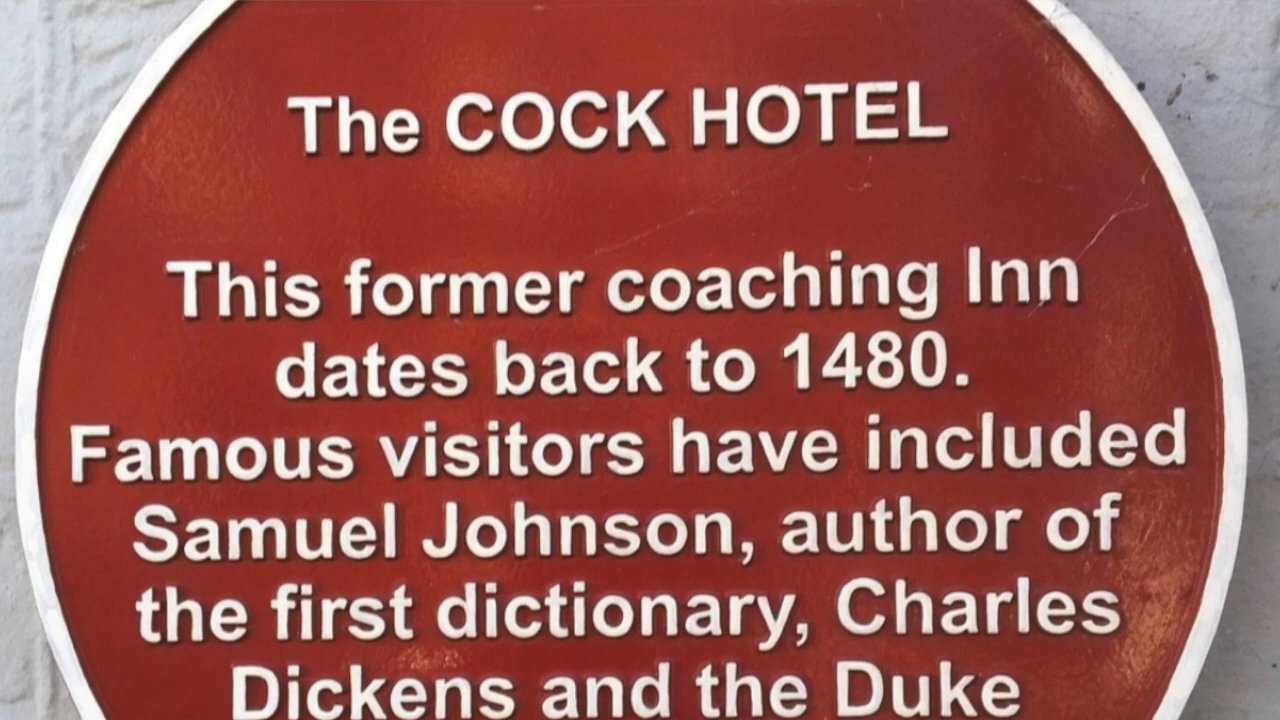 The COCK HOTEL
This former coaching Inn
dates back to 1480.
Famous visitors have included
Samuel Johnson, author of
the first dictionary, Charles
Dickens and the Duke